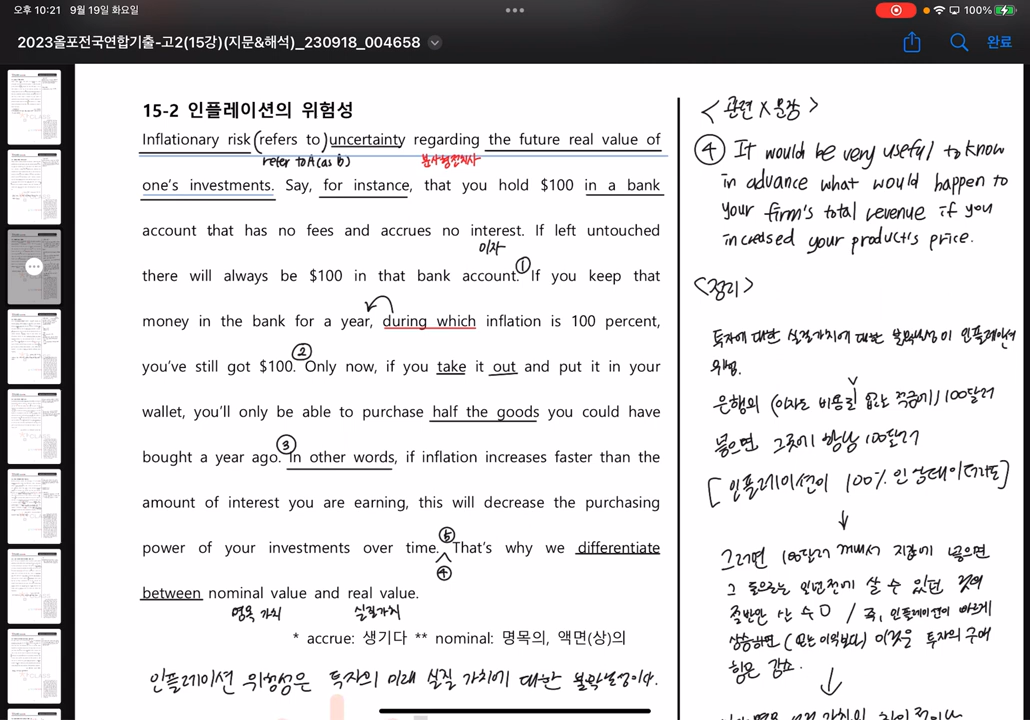 오후 10:21 9월 19일 화요일
100%
2023올포전국연합기출-고2(15강)(지문&해석)_230918_004658
완료
15-2 인플레이션의 위험성
Inflationary risk (refers to) uncertainty regarding the future real value of
refer to A (as b) 분사형전치사
one's investments. Say, for instance, that you hold $100 in a bank
account that has no fees and accrues no interest. If left untouched
이자
there will always be $100 in that bank account. ① If you keep that
money in the bank for a year, during which inflation is 100 percent,
you've still got $100. ② Only now, if you take it out and put it in your
wallet, you'll only be able to purchase half the goods you could have
bought a year ago. ③ In other words, if inflation increases faster than the
amount of interest you are earning, this will decrease the purchasing
power of your investments over time. ⑤ That's why we differentiate
④
between nominal value and real value.
명목 가치 실질가치
* accrue: 생기다 ** nominal: 명목의, 액면(상)의
인플레이션 위험성은 투자의 미래 실질 가치에 대한 불확실성이다.
<관련 X 문장>
④ It would be very useful to know
in advance what would happen to
your firm's total revenue if you
increased your product's price.
<정리>
투자에 대한 실질가치에 대한 불확실성이 인플레이션
위험.
은행의 (이자도 비용도 없는 적금에) 100달러
넣으면 그곳에 항상 100달러
[인플레이션이 100%인 상태이더라도]
↓
그러면 100달러 꺼내서 지갑에 넣으면
그 돈으로는 일년전에 살 수 있던 것의
절반만 살 수 O / 즉, 인플레이션이 빠르게
상승하면 (얻는 이익보다) 이것은 투자의 구매
힘은 감소.
↓